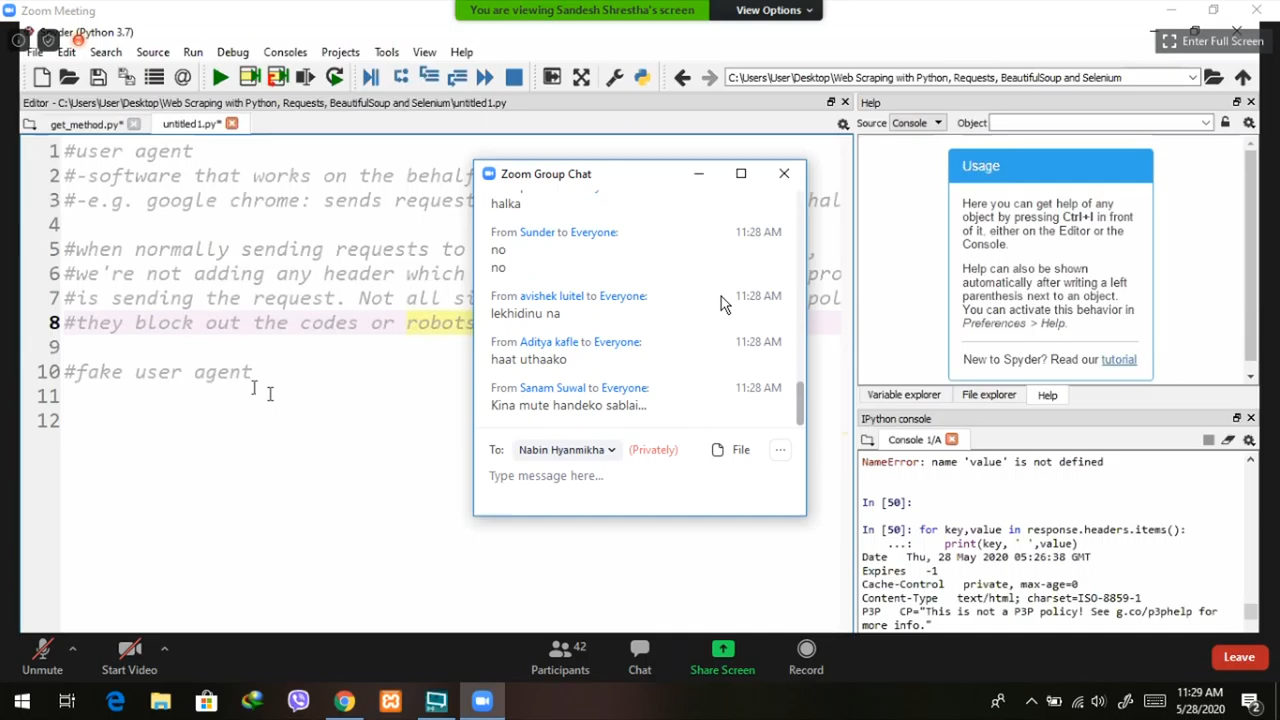 Zoom Meeting
You are viewing Sandesh Shrestha's screen
View Options
(Python 3.7)
Enter Full Screen
File Edit Search Source Run Debug Consoles Projects Tools View Help
C:\Users\User\Desktop\Web Scraping with Python, Requests, BeautifulSoup and Selenium
Editor - C:\Users\User\Desktop\Web Scraping with Python, Requests, BeautifulSoup and Selenium\untitled1.py
Help
get_method.py*
untitled1.py*
Source Console Object
1 #user agent
2 #-software that works on the behalf
3 #-e.g. google chrome: sends request
4
5 #when normally sending requests to
6 #we're not adding any header which
7 #is sending the request. Not all si
8 #they block out the codes or robots
9
10 #fake user agent
11
12
Zoom Group Chat
halka
From Sunder to Everyone: 11:28 AM
no
no
From avishek luitel to Everyone: 11:28 AM
lekhidinu na
From Aditya kafle to Everyone: 11:28 AM
haat uthaako
From Sanam Suwal to Everyone: 11:28 AM
Kina mute handeko sablai...
To: Nabin Hyanmikha (Privately) File ...
Type message here...
Usage
Here you can get help of any
object by pressing Ctrl+I in front
of it, either on the Editor or the
Console.
Help can also be shown
automatically after writing a left
parenthesis next to an object.
You can activate this behavior in
Preferences > Help.
New to Spyder? Read our tutorial
Variable explorer File explorer Help
IPython console
Console 1/A
NameError: name 'value' is not defined
In [50]:
In [50]: for key,value in response.headers.items():
...: print(key, ' ',value)
Date Thu, 28 May 2020 05:26:38 GMT
Expires -1
Cache-Control private, max-age=0
Content-Type text/html; charset=ISO-8859-1
P3P CP="This is not a P3P policy! See g.co/p3phelp for
more info."
Unmute
Start Video
42
Participants
Chat
Share Screen
Record
Leave
11:29 AM
5/28/2020
2